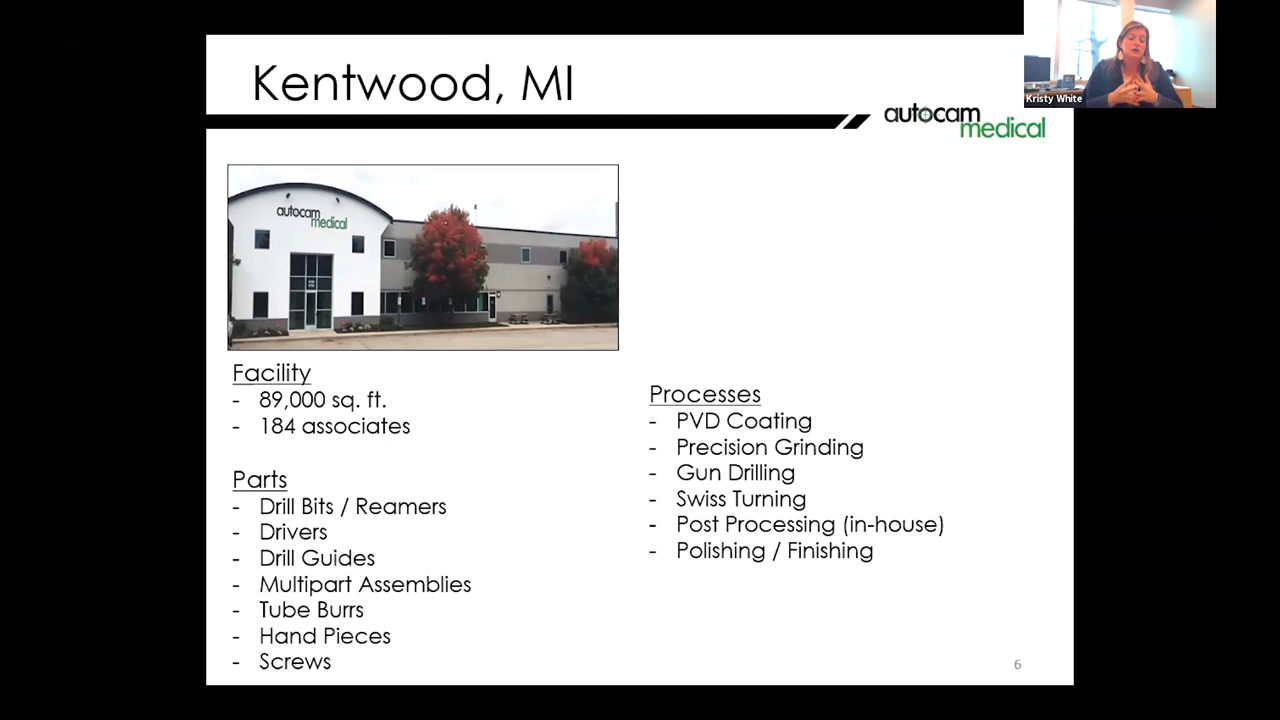 Kentwood, MI
Kristy White
autocam
medical
autocam
medical
Facility
- 89,000 sq. ft.
- 184 associates
Parts
- Drill Bits / Reamers
- Drivers
- Drill Guides
- Multipart Assemblies
- Tube Burrs
- Hand Pieces
- Screws
Processes
- PVD Coating
- Precision Grinding
- Gun Drilling
- Swiss Turning
- Post Processing (in-house)
- Polishing / Finishing
6